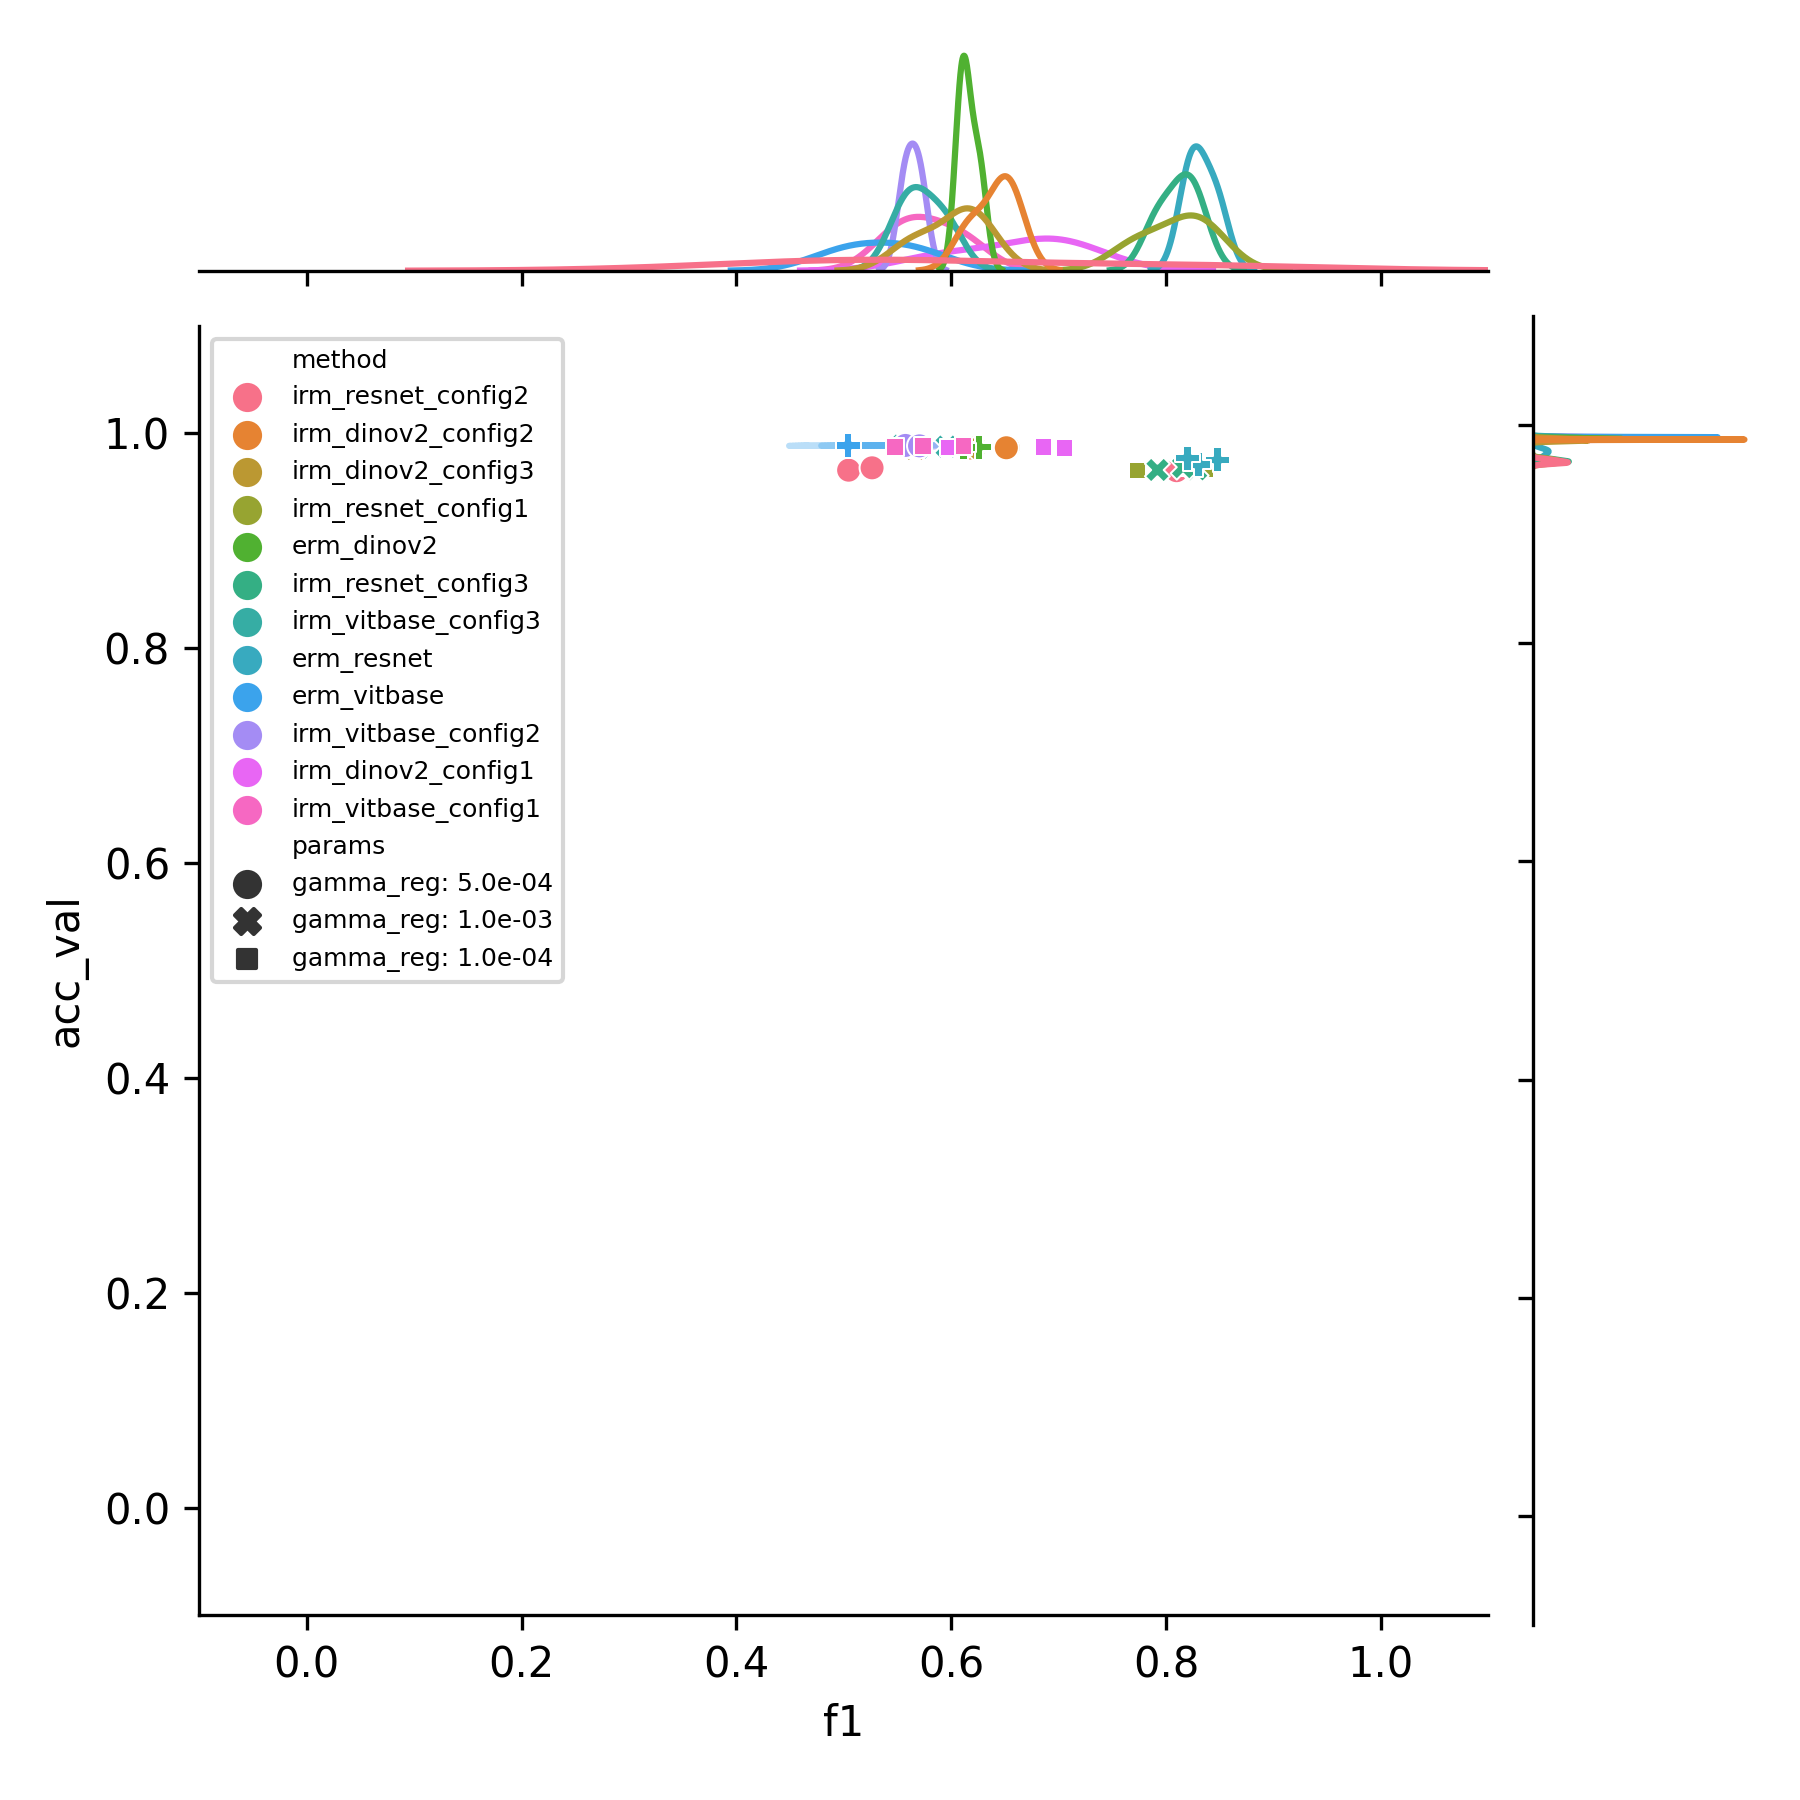 method
irm_resnet_config2
irm_dinov2_config2
irm_dinov2_config3
irm_resnet_config1
erm_dinov2
irm_resnet_config3
irm_vitbase_config3
erm_resnet
erm_vitbase
irm_vitbase_config2
irm_dinov2_config1
irm_vitbase_config1
params
gamma_reg: 5.0e-04
gamma_reg: 1.0e-03
gamma_reg: 1.0e-04
1.0
0.8
0.6
0.4
0.2
0.0
acc_val
0.0 0.2 0.4 0.6 0.8 1.0
f1